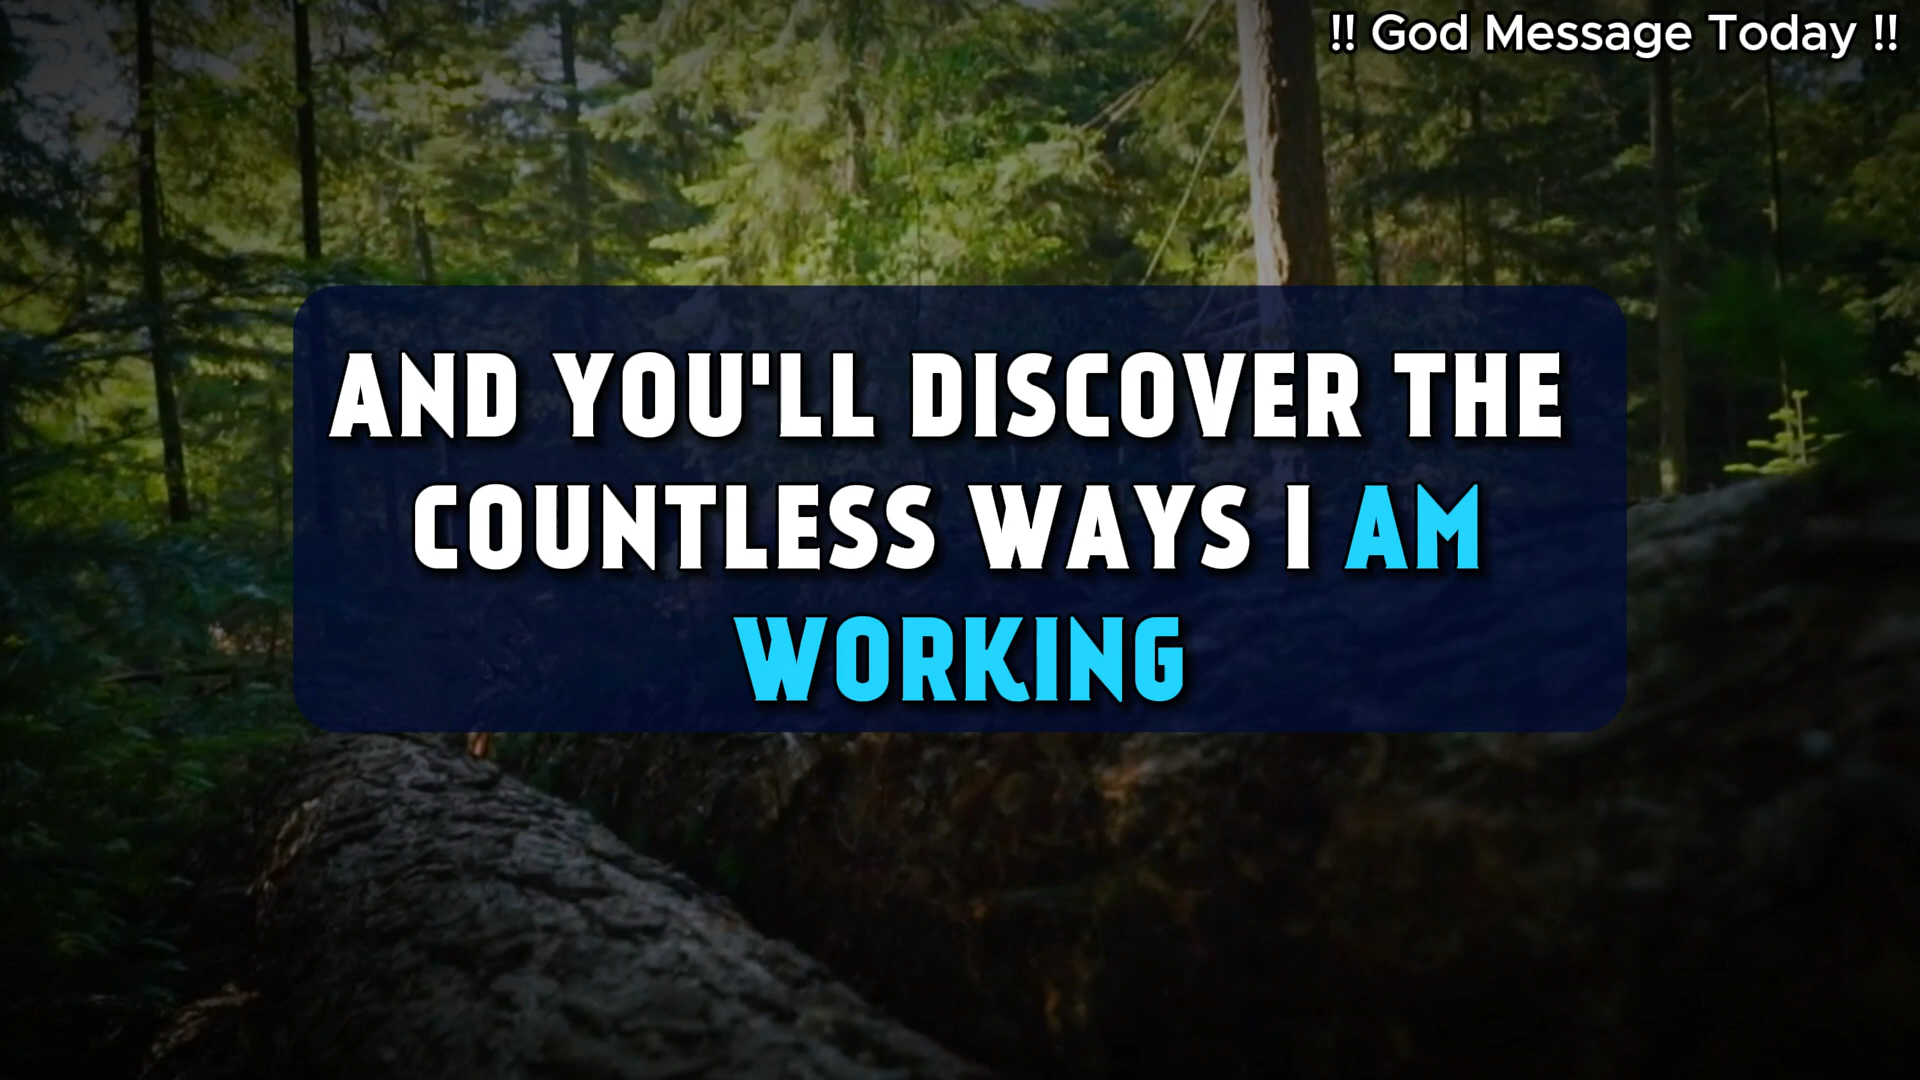 !! God Message Today !!
AND YOU'LL DISCOVER THE
COUNTLESS WAYS I AM
WORKING